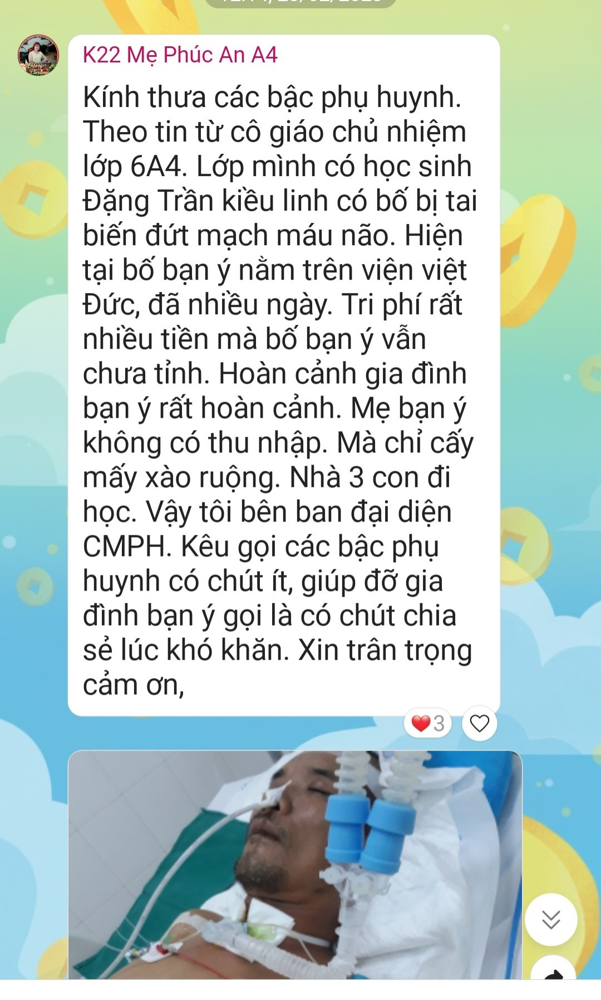 K22 Mẹ Phúc An A4
Kính thưa các bậc phụ huynh.
Theo tin từ cô giáo chủ nhiệm
lớp 6A4. Lớp mình có học sinh
Đặng Trần kiều linh có bố bị tai
biến đứt mạch máu não. Hiện
tại bố bạn ý nằm trên viện việt
Đức, đã nhiều ngày. Tri phí rất
nhiều tiền mà bố bạn ý vẫn
chưa tỉnh. Hoàn cảnh gia đình
bạn ý rất hoàn cảnh. Mẹ bạn ý
không có thu nhập. Mà chỉ cấy
mấy xào ruộng. Nhà 3 con đi
học. Vậy tôi bên ban đại diện
CMPH. Kêu gọi các bậc phụ
huynh có chút ít, giúp đỡ gia
đình bạn ý gọi là có chút chia
sẻ lúc khó khăn. Xin trân trọng
cảm ơn,
3